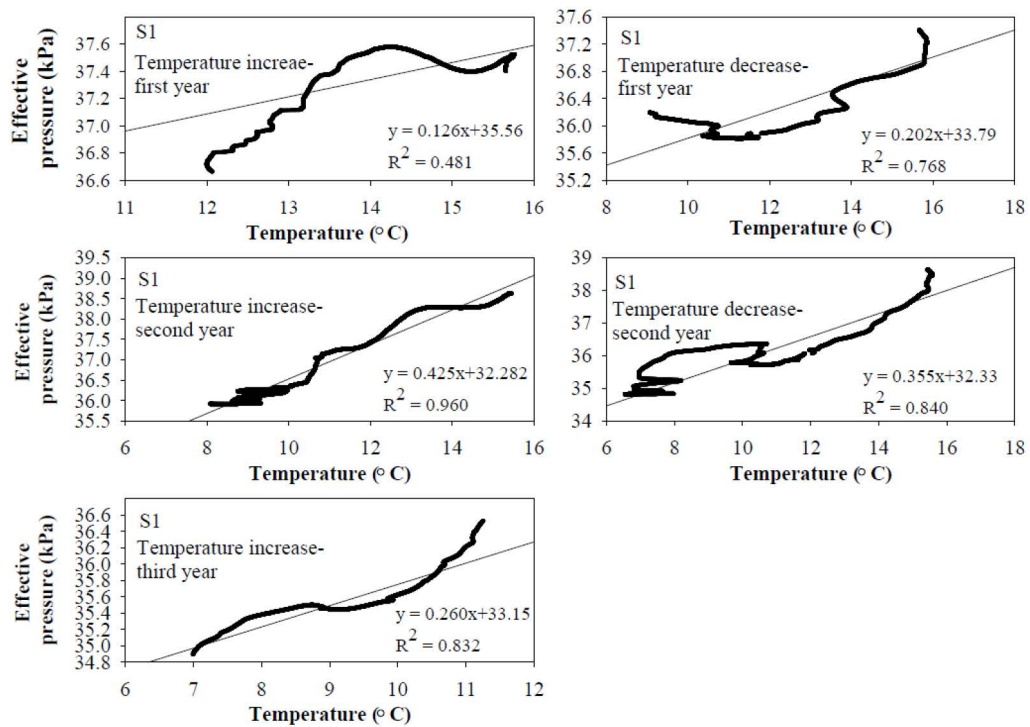 Effective
pressure (kPa)
37.6
37.4
37.2
37.0
36.8
36.6
S1
Temperature increae-
first year
y = 0.126x+35.56
R2 = 0.481
11 12 13 14 15 16
Temperature (° C)
37.6
37.2
36.8
36.4
36.0
35.6
35.2
S1
Temperature decrease-
first year
y = 0.202x+33.79
R2 = 0.768
8 10 12 14 16 18
Temperature (° C)
Effective
pressure (kPa)
39.5
39.0
38.5
38.0
37.5
37.0
36.5
36.0
35.5
S1
Temperature increase-
second year
y = 0.425x+32.282
R2 = 0.960
6 8 10 12 14 16
Temperature (° C)
39
38
37
36
35
34
S1
Temperature decrease-
second year
y = 0.355x+32.33
R2 = 0.840
6 8 10 12 14 16 18
Temperature (° C)
Effective
pressure (kPa)
36.6
36.4
36.2
36.0
35.8
35.6
35.4
35.2
35.0
34.8
S1
Temperature increase-
third year
y = 0.260x+33.15
R2 = 0.832
6 7 8 9 10 11 12
Temperature (° C)